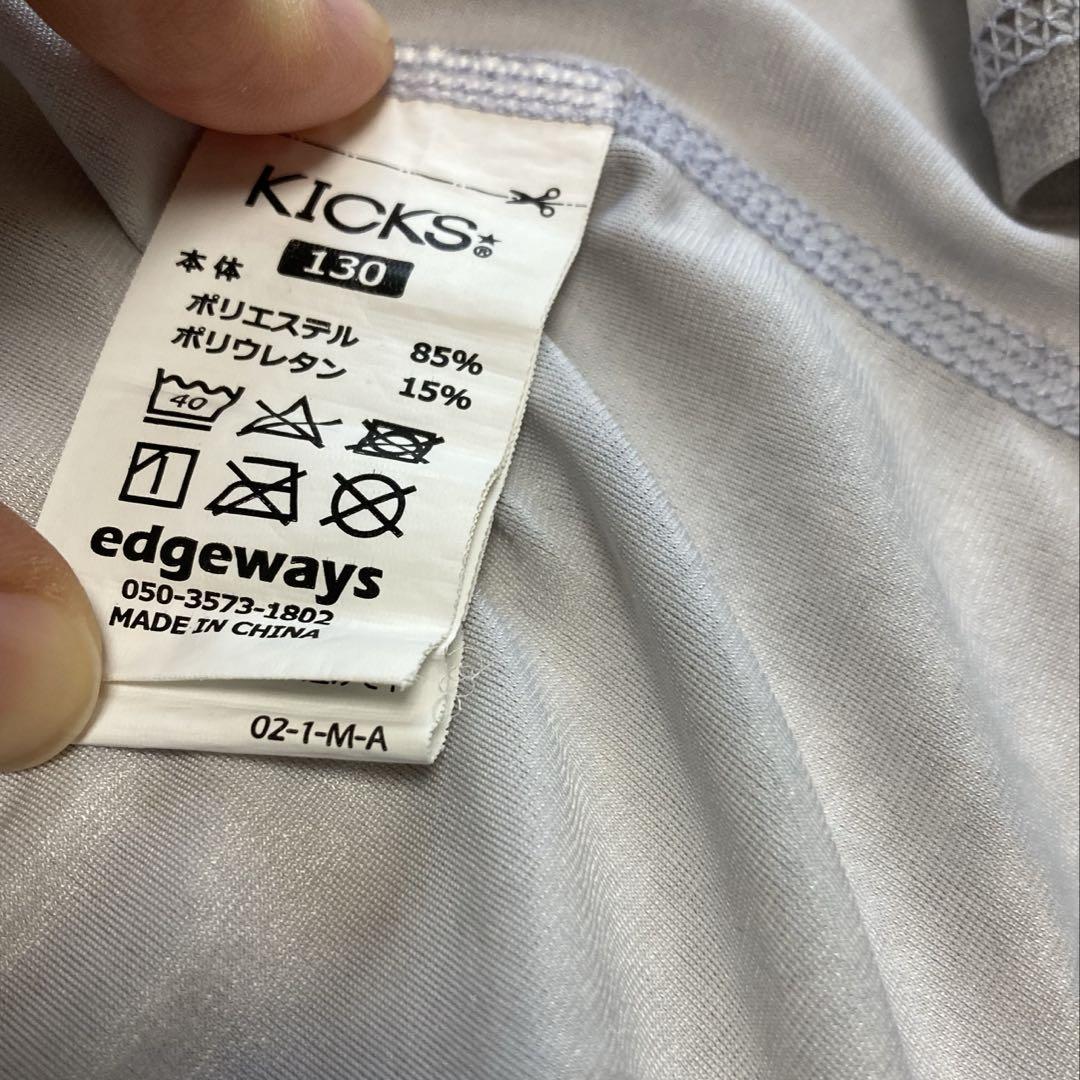 KICKS®
130
本体
ポリエステル 85%
ポリウレタン 15%
40
edgeways
050-3573-1802
MADE IN CHINA
02-1-M-A